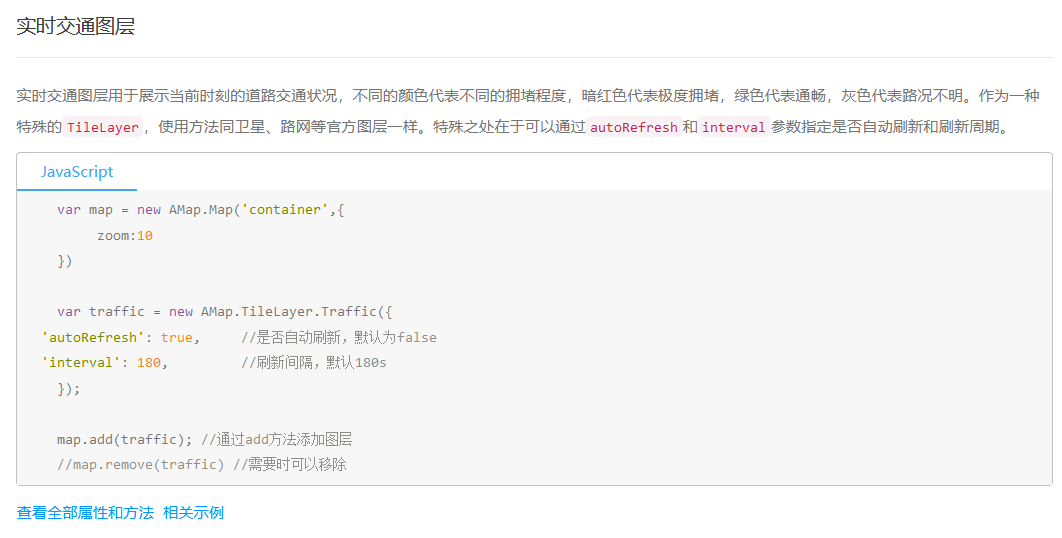 实时交通图层
实时交通图层用于展示当前时刻的道路交通状况，不同的颜色代表不同的拥堵程度，暗红色代表极度拥堵，绿色代表通畅，灰色代表路况不明。作为一种
特殊的 TileLayer ，使用方法同卫星、路网等官方图层一样。特殊之处在于可以通过 autoRefresh 和 interval 参数指定是否自动刷新和刷新周期。
JavaScript
var map = new AMap.Map('container',{
zoom:10
})
var traffic = new AMap.TileLayer.Traffic({
'autoRefresh': true,     //是否自动刷新，默认为false
'interval': 180,         //刷新间隔，默认180s
});
map.add(traffic); //通过add方法添加图层
//map.remove(traffic) //需要时可以移除
查看全部属性和方法 相关示例